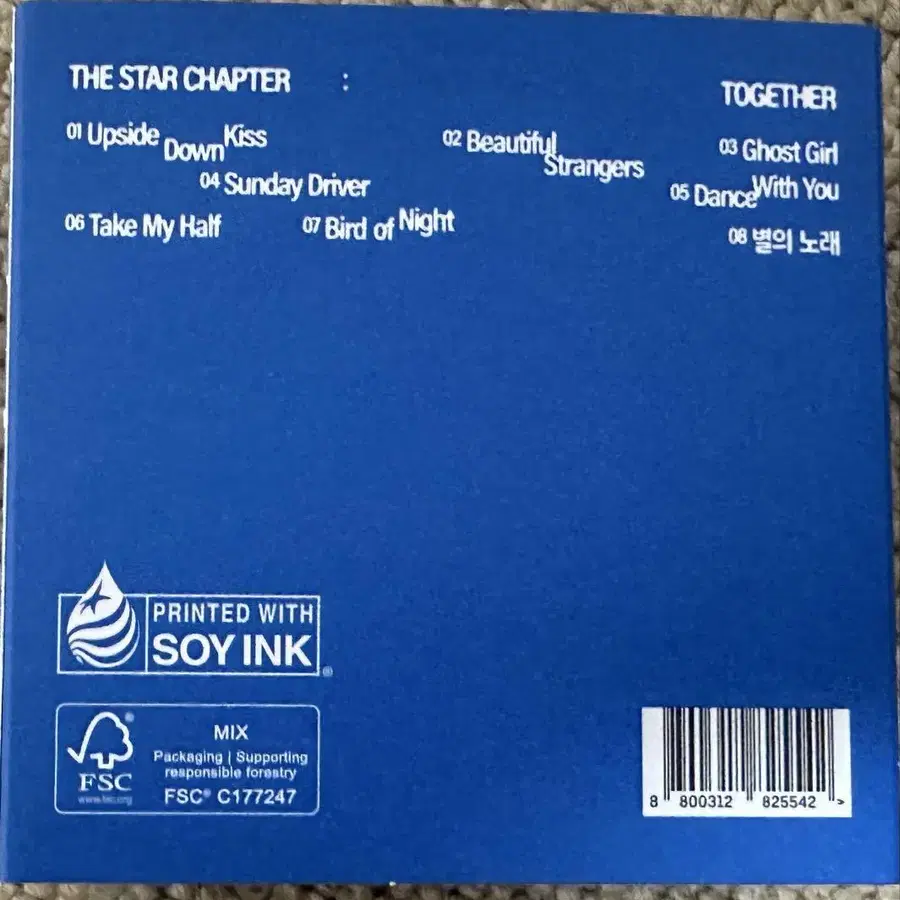 THE STAR CHAPTER : TOGETHER
01 Upside Down Kiss
02 Beautiful Strangers
03 Ghost Girl
04 Sunday Driver
05 Dance With You
06 Take My Half
07 Bird of Night
08 별의 노래
PRINTED WITH
SOY INK
®
FSC®
www.fsc.org
MIX
Packaging | Supporting
responsible forestry
FSC® C177247
8 800312 825542 >